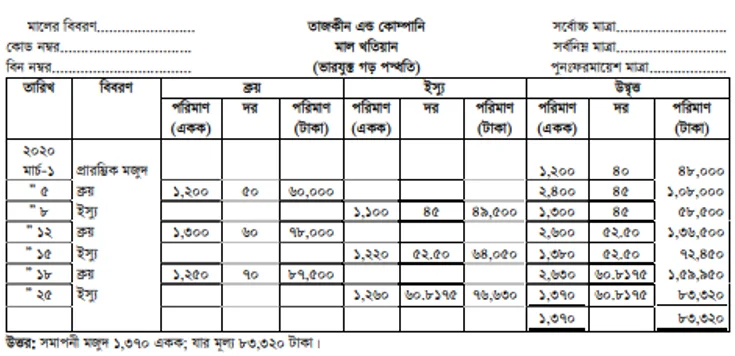 মালের বিবরণ......................... তাজকীন এন্ড কোম্পানি সর্বোচ্চ মাত্রা....................
কোড নম্বর............................... মাল খতিয়ান সর্বনিম্ন মাত্রা...................
বিন নম্বর................................. (ভারযুক্ত গড় পদ্ধতি) পুনঃফরমায়েশ মাত্রা..................
তারিখ বিবরণ ক্রয় ইস্যু উদ্বৃত্ত
পরিমাণ (একক) দর পরিমাণ (টাকা) পরিমাণ (একক) দর পরিমাণ (টাকা) পরিমাণ (একক) দর পরিমাণ (টাকা)
২০২০
মার্চ-১ প্রারম্ভিক মজুদ ১,২০০ ৪০ ৪৮,০০০
" ৫ ক্রয় ১,২০০ ৫০ ৬০,০০০ ২,৪০০ ৪৫ ১,০৮,০০০
" ৮ ইস্যু ১,১০০ ৪৫ ৪৯,৫০০ ১,৩০০ ৪৫ ৫৮,৫০০
" ১২ ক্রয় ১,৩০০ ৬০ ৭৮,০০০ ২,৬০০ ৫২.৫০ ১,৩৬,৫০০
" ১৫ ইস্যু ১,২২০ ৫২.৫০ ৬৪,০৫০ ১,৩৮০ ৫২.৫০ ৭২,৪৫০
" ১৮ ক্রয় ১,২৫০ ৭০ ৮৭,৫০০ ২,৬৩০ ৬০.৮১৭৫ ১,৫৯,৯৫০
" ২৫ ইস্যু ১,২৬০ ৬০.৮১৭৫ ৭৬,৬৩০ ১,৩৭০ ৬০.৮১৭৫ ৮৩,৩২০
১,৩৭০ ৮৩,৩২০
উত্তর: সমাপনী মজুদ ১,৩৭০ একক; যার মূল্য ৮৩,৩২০ টাকা।